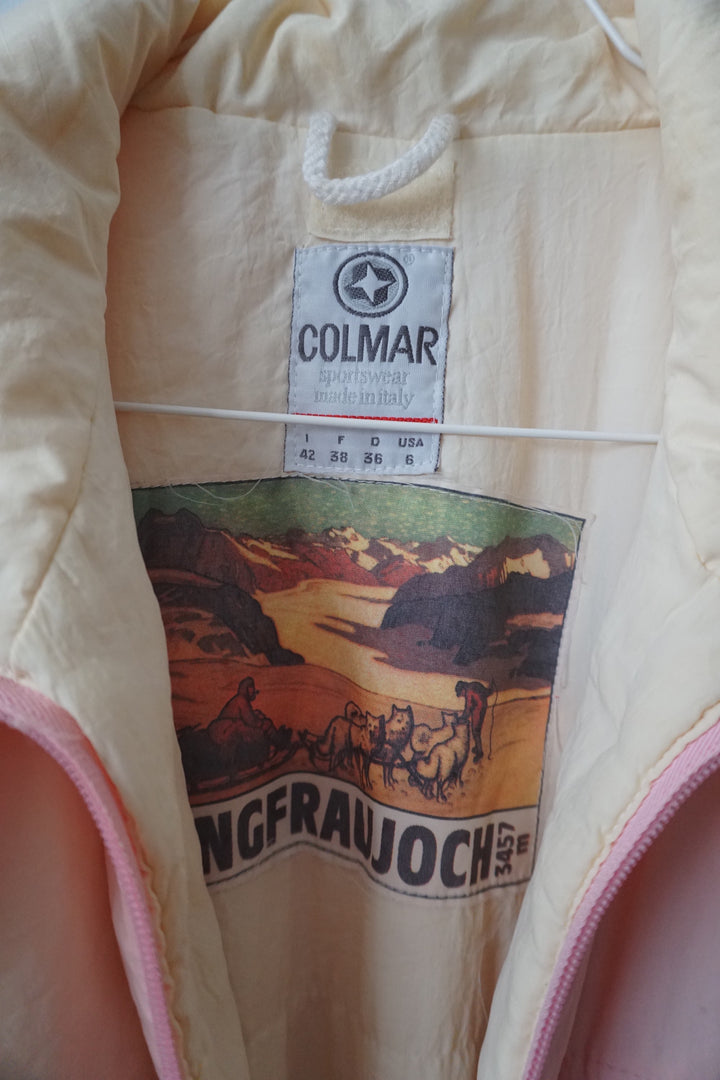 ®
COLMAR
sportswear
made in italy
I F D USA
42 38 36 6
NGFRAUJOCH 3457 m